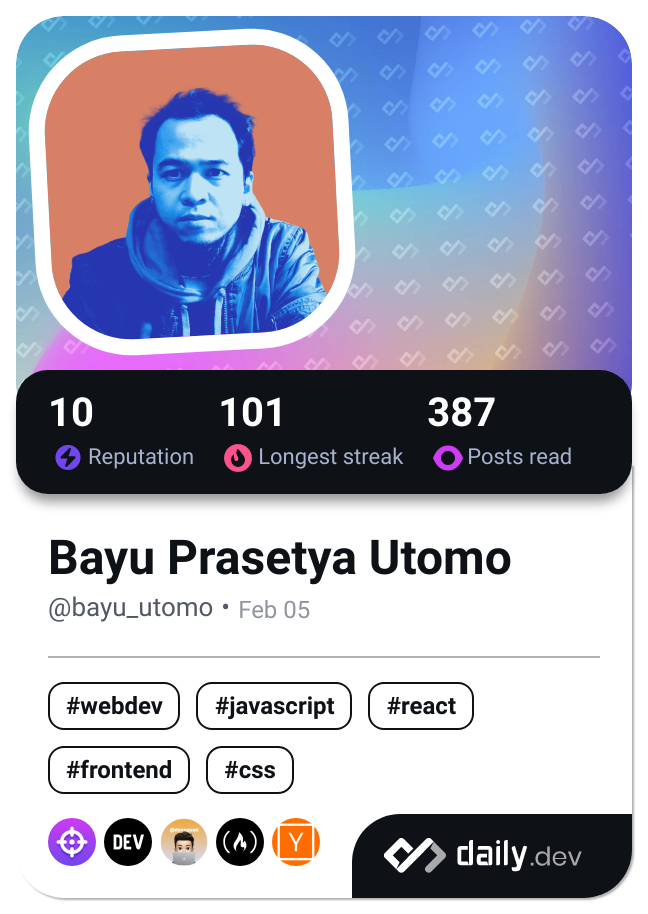 10 101 387
Reputation Longest streak Posts read
Bayu Prasetya Utomo
@bayu_utomo • Feb 05
#webdev #javascript #react
#frontend #css
DEV Y daily.dev